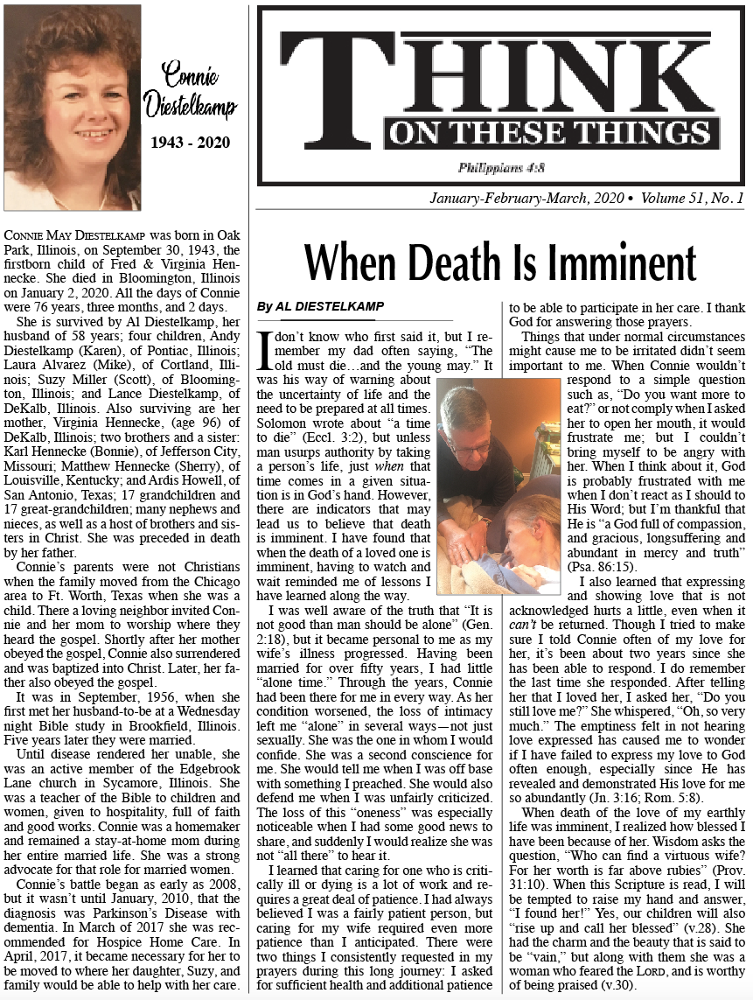 Connie
Diestelkamp
1943 - 2020
CONNIE MAY DIESTELKAMP was born in Oak
Park, Illinois, on September 30, 1943, the
firstborn child of Fred & Virginia Hen-
necke. She died in Bloomington, Illinois
on January 2, 2020. All the days of Connie
were 76 years, three months, and 2 days.
She is survived by Al Diestelkamp, her
husband of 58 years; four children, Andy
Diestelkamp (Karen), of Pontiac, Illinois;
Laura Alvarez (Mike), of Cortland, Illi-
nois; Suzy Miller (Scott), of Blooming-
ton, Illinois; and Lance Diestelkamp, of
DeKalb, Illinois. Also surviving are her
mother, Virginia Hennecke, (age 96) of
DeKalb, Illinois; two brothers and a sister:
Karl Hennecke (Bonnie), of Jefferson City,
Missouri; Matthew Hennecke (Sherry), of
Louisville, Kentucky; and Ardis Howell, of
San Antonio, Texas; 17 grandchildren and
17 great-grandchildren; many nephews and
nieces, as well as a host of brothers and sis-
ters in Christ. She was preceded in death
by her father.
Connie's parents were not Christians
when the family moved from the Chicago
area to Ft. Worth, Texas when she was a
child. There a loving neighbor invited Con-
nie and her mom to worship where they
heard the gospel. Shortly after her mother
obeyed the gospel, Connie also surrendered
and was baptized into Christ. Later, her fa-
ther also obeyed the gospel.
It was in September, 1956, when she
first met her husband-to-be at a Wednesday
night Bible study in Brookfield, Illinois.
Five years later they were married.
Until disease rendered her unable, she
was an active member of the Edgebrook
Lane church in Sycamore, Illinois. She
was a teacher of the Bible to children and
women, given to hospitality, full of faith
and good works. Connie was a homemaker
and remained a stay-at-home mom during
her entire married life. She was a strong
advocate for that role for married women.
Connie's battle began as early as 2008,
but it wasn't until January, 2010, that the
diagnosis was Parkinson's Disease with
dementia. In March of 2017 she was rec-
ommended for Hospice Home Care. In
April, 2017, it became necessary for her to
be moved to where her daughter, Suzy, and
family would be able to help with her care.
THINK
ON THESE THINGS
Philippians 4:8
January-February-March, 2020 • Volume 51, No. 1
When Death Is Imminent
By AL DIESTELKAMP
I don't know who first said it, but I re-
member my dad often saying, "The
old must die…and the young may." It
was his way of warning about
the uncertainty of life and the
need to be prepared at all times.
Solomon wrote about "a time
to die" (Eccl. 3:2), but unless
man usurps authority by taking
a person's life, just when that
time comes in a given situa-
tion is in God's hand. However,
there are indicators that may
lead us to believe that death
is imminent. I have found that
when the death of a loved one is
imminent, having to watch and
wait reminded me of lessons I
have learned along the way.
I was well aware of the truth that "It is
not good than man should be alone" (Gen.
2:18), but it became personal to me as my
wife's illness progressed. Having been
married for over fifty years, I had little
"alone time." Through the years, Connie
had been there for me in every way. As her
condition worsened, the loss of intimacy
left me "alone" in several ways—not just
sexually. She was the one in whom I would
confide. She was a second conscience for
me. She would tell me when I was off base
with something I preached. She would also
defend me when I was unfairly criticized.
The loss of this "oneness" was especially
noticeable when I had some good news to
share, and suddenly I would realize she was
not "all there" to hear it.
I learned that caring for one who is criti-
cally ill or dying is a lot of work and re-
quires a great deal of patience. I had always
believed I was a fairly patient person, but
caring for my wife required even more
patience than I anticipated. There were
two things I consistently requested in my
prayers during this long journey: I asked
for sufficient health and additional patience
to be able to participate in her care. I thank
God for answering those prayers.
Things that under normal circumstances
might cause me to be irritated didn't seem
important to me. When Connie wouldn't
respond to a simple question
such as, "Do you want more to
eat?" or not comply when I asked
her to open her mouth, it would
frustrate me; but I couldn't
bring myself to be angry with
her. When I think about it, God
is probably frustrated with me
when I don't react as I should to
His Word; but I'm thankful that
He is "a God full of compassion,
and gracious, longsuffering and
abundant in mercy and truth"
(Psa. 86:15).
I also learned that expressing
and showing love that is not
acknowledged hurts a little, even when it
can't be returned. Though I tried to make
sure I told Connie often of my love for
her, it's been about two years since she
has been able to respond. I do remember
the last time she responded. After telling
her that I loved her, I asked her, "Do you
still love me?" She whispered, "Oh, so very
much." The emptiness felt in not hearing
love expressed has caused me to wonder
if I have failed to express my love to God
often enough, especially since He has
revealed and demonstrated His love for me
so abundantly (Jn. 3:16; Rom. 5:8).
When death of the love of my earthly
life was imminent, I realized how blessed I
have been because of her. Wisdom asks the
question, "Who can find a virtuous wife?
For her worth is far above rubies" (Prov.
31:10). When this Scripture is read, I will
be tempted to raise my hand and answer,
"I found her!" Yes, our children will also
"rise up and call her blessed" (v.28). She
had the charm and the beauty that is said to
be "vain," but along with them she was a
woman who feared the LORD, and is worthy
of being praised (v.30).